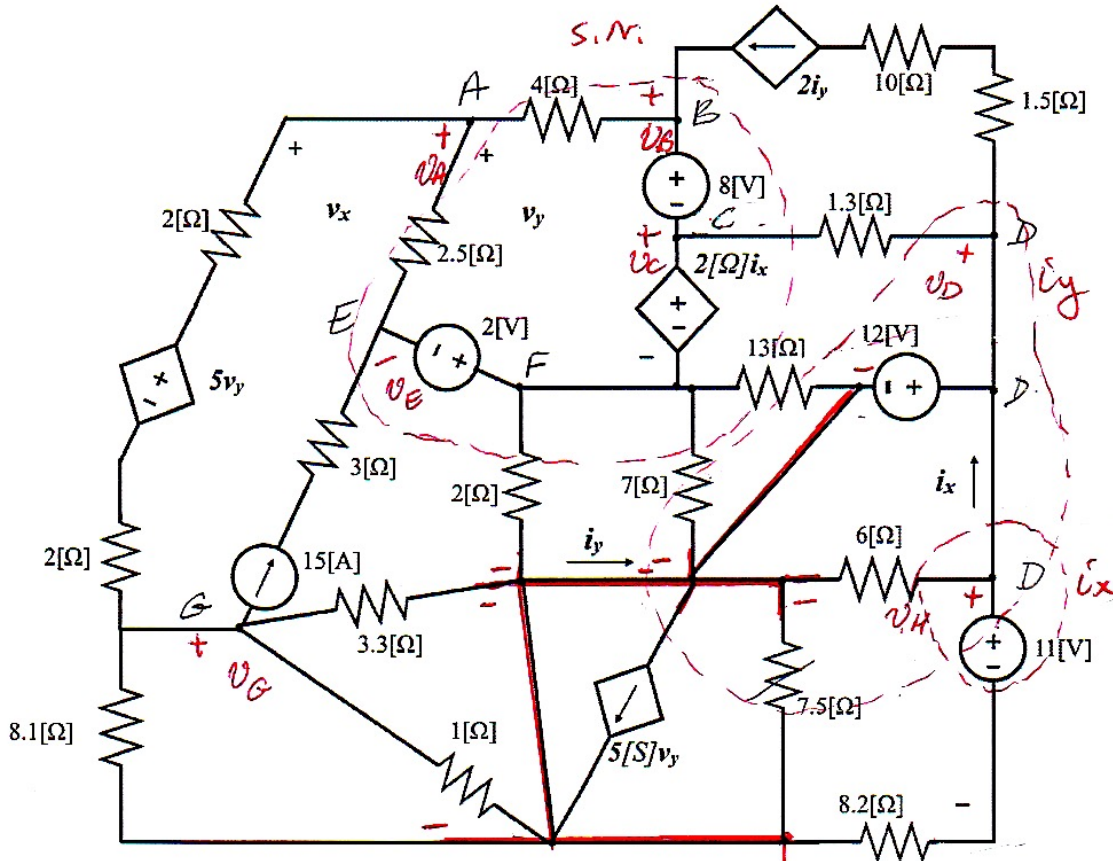 S.N.
2i_y
10[Ω]
1.5[Ω]
A
4[Ω]
+
B
+
v_A
+
v_B
+
-
8[V]
+
v_x
v_y
2[Ω]
2.5[Ω]
-
C
+
v_C
2[Ω]i_x
+
-
1.3[Ω]
D
+
v_D
i_y
E
-
v_E
- +
2[V]
F
-
13[Ω]
-
12[V]
- +
D
5v_y
- +
3[Ω]
2[Ω]
7[Ω]
i_x
2[Ω]
15[A]
i_y
6[Ω]
D
i_x
G
+
v_G
3.3[Ω]
v_H
+
+
-
11[V]
8.1[Ω]
1[Ω]
5[S]v_y
7.5[Ω]
8.2[Ω]
-
-